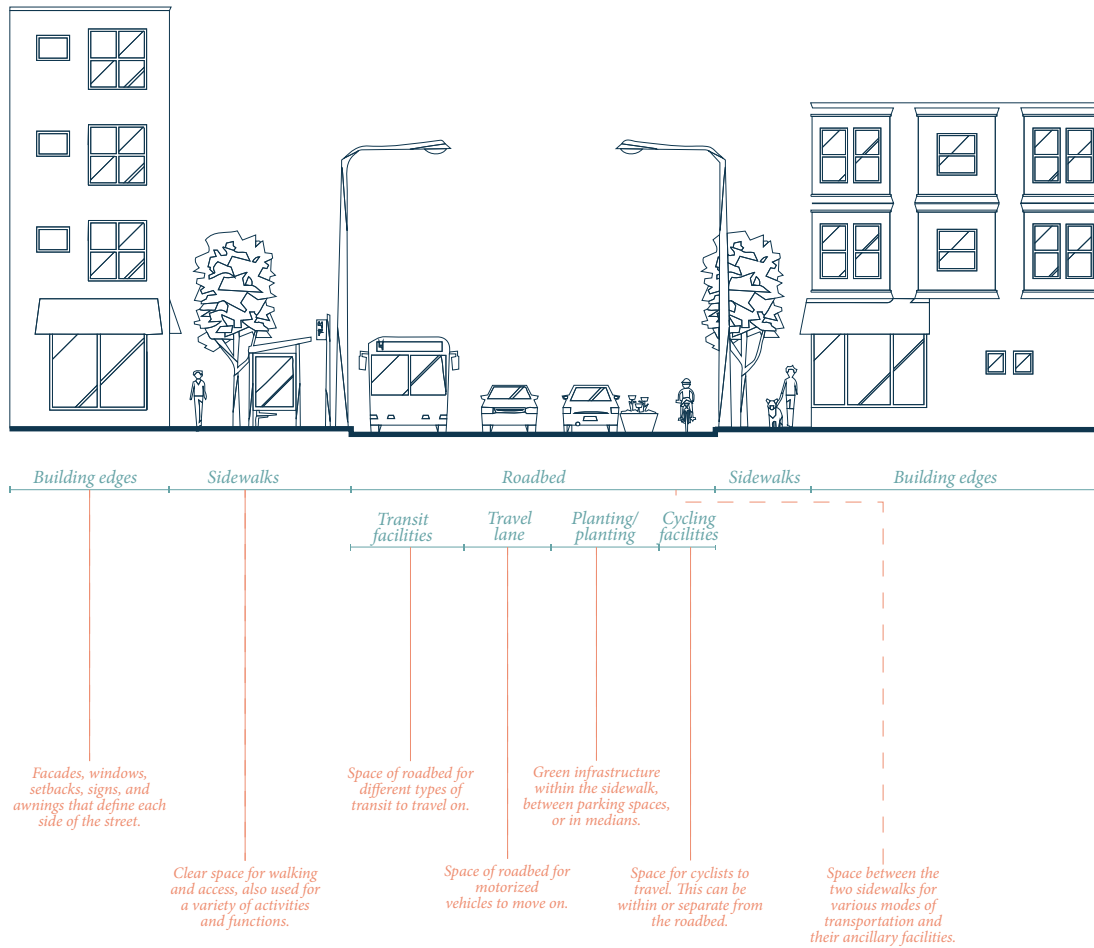 Building edges
Sidewalks
Roadbed
Sidewalks
Building edges
Transit
facilities
Travel
lane
Planting/
planting
Cycling
facilities
Facades, windows,
setbacks, signs, and
awnings that define each
side of the street.
Space of roadbed for
different types of
transit to travel on.
Green infrastructure
within the sidewalk,
between parking spaces,
or in medians.
Clear space for walking
and access, also used for
a variety of activities
and functions.
Space of roadbed for
motorized
vehicles to move on.
Space for cyclists to
travel. This can be
within or separate from
the roadbed.
Space between the
two sidewalks for
various modes of
transportation and
their ancillary facilities.